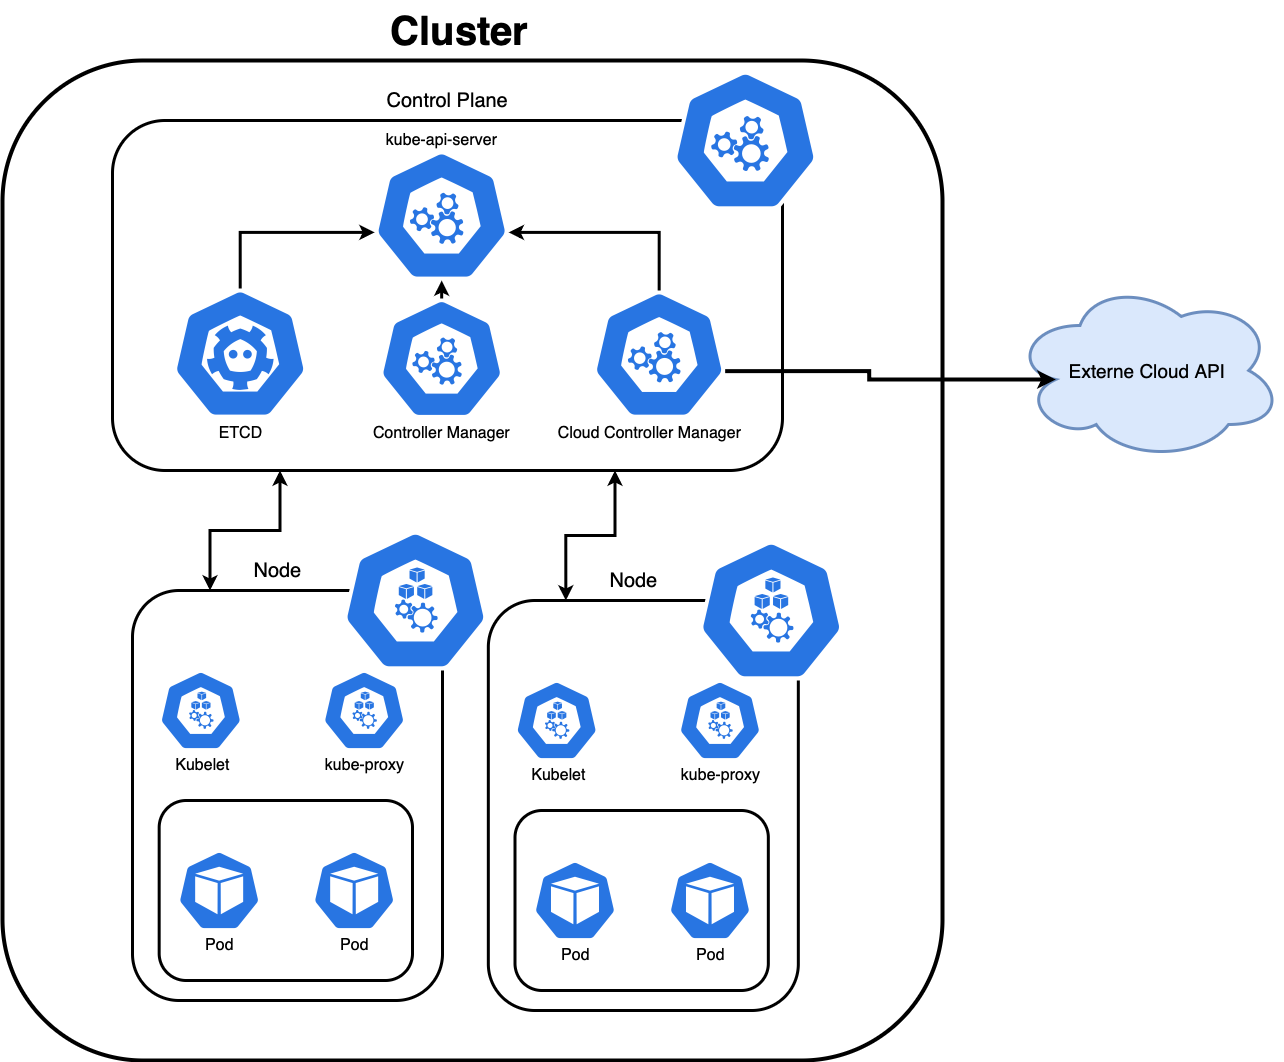 Cluster
Control Plane
kube-api-server
ETCD
Controller Manager
Cloud Controller Manager
Externe Cloud API
Node
Kubelet
kube-proxy
Pod
Pod
Node
Kubelet
kube-proxy
Pod
Pod